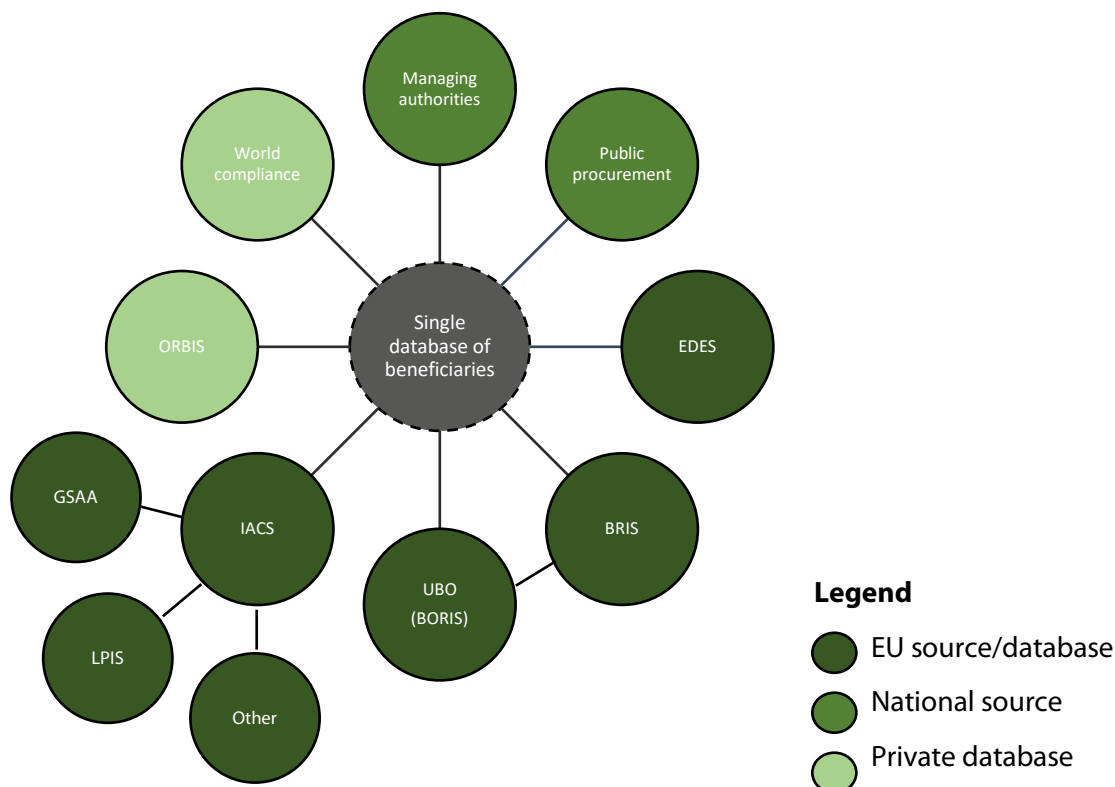 Managing
authorities
World
compliance
Public
procurement
Single
database of
beneficiaries
ORBIS
EDES
GSAA
IACS
BRIS
UBO
(BORIS)
LPIS
Other
Legend
EU source/database
National source
Private database